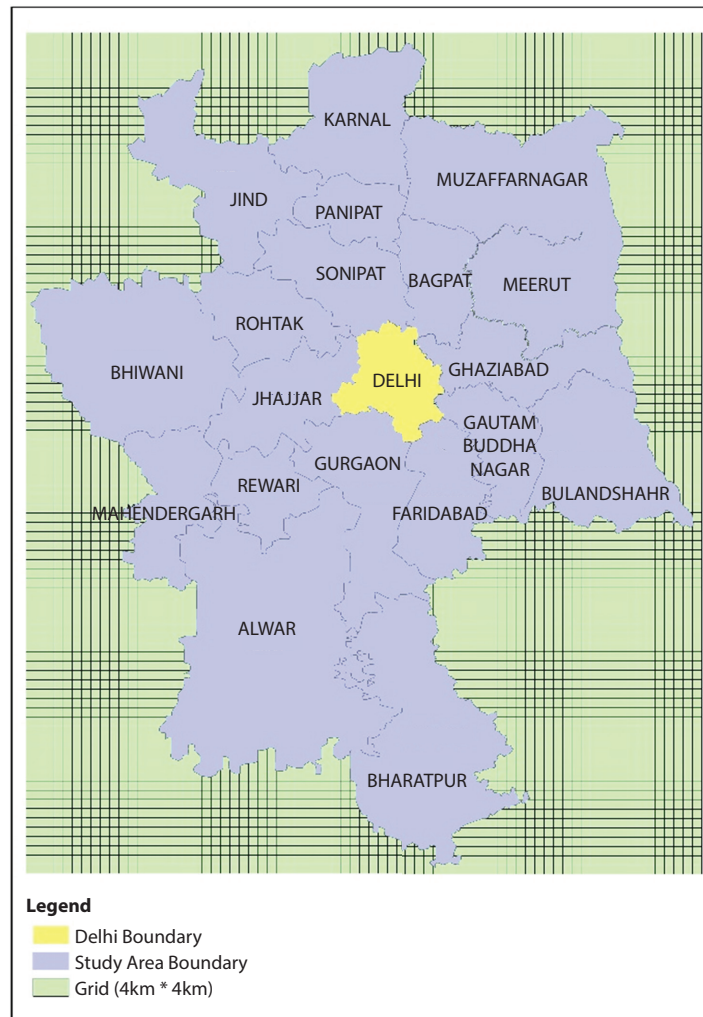 KARNAL
MUZAFFARNAGAR
JIND
PANIPAT
SONIPAT
BAGPAT
MEERUT
ROHTAK
BHIWANI
DELHI
GHAZIABAD
JHAJJAR
GAUTAM
BUDDHA
NAGAR
GURGAON
REWARI
BULANDSHAHR
MAHENDERGARH
FARIDABAD
ALWAR
BHARATPUR
Legend
Delhi Boundary
Study Area Boundary
Grid (4km * 4km)